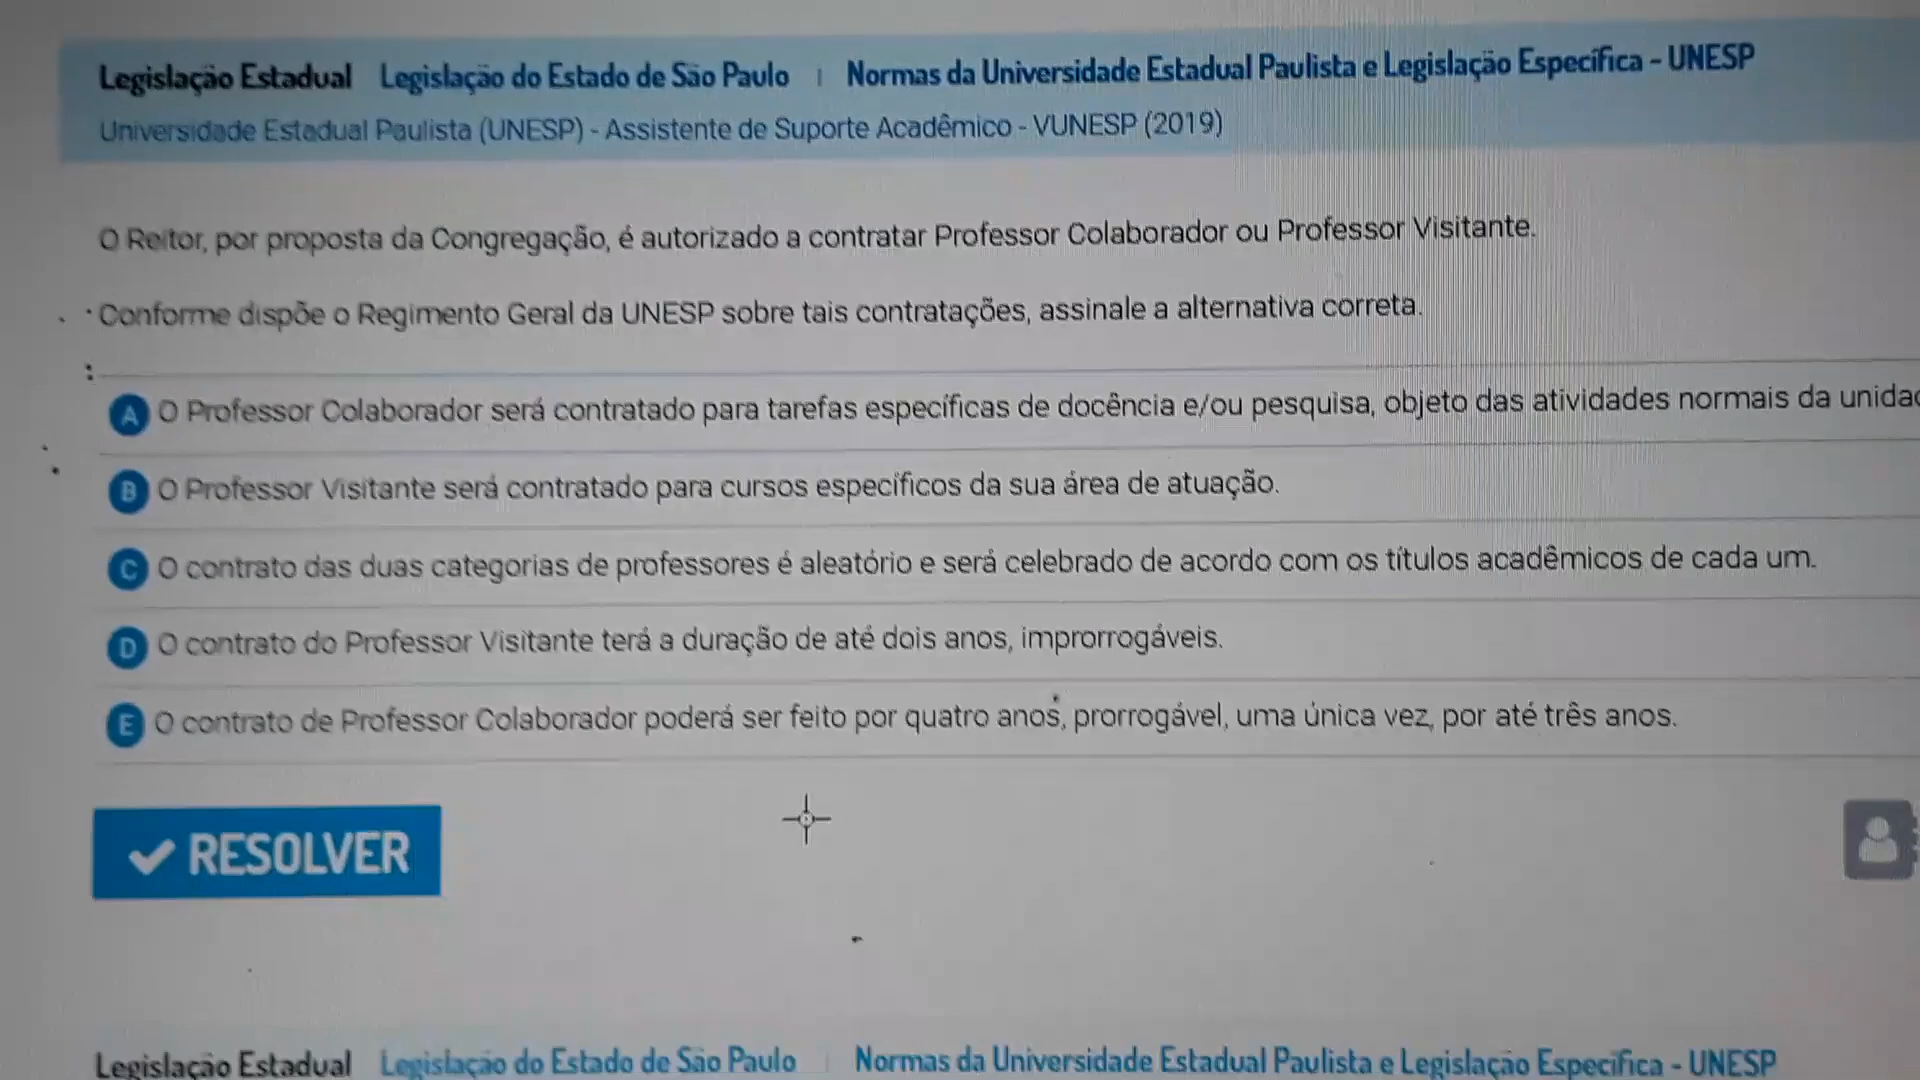 Legislação Estadual Legislação do Estado de São Paulo | Normas da Universidade Estadual Paulista e Legislação Específica - UNESP
Universidade Estadual Paulista (UNESP) - Assistente de Suporte Acadêmico - VUNESP (2019)
O Reitor, por proposta da Congregação, é autorizado a contratar Professor Colaborador ou Professor Visitante.
Conforme dispõe o Regimento Geral da UNESP sobre tais contratações, assinale a alternativa correta.
A O Professor Colaborador será contratado para tarefas específicas de docência e/ou pesquisa, objeto das atividades normais da
B O Professor Visitante será contratado para cursos específicos da sua área de atuação.
C O contrato das duas categorias de professores é aleatório e será celebrado de acordo com os títulos acadêmicos de cada um.
D O contrato do Professor Visitante terá a duração de até dois anos, improrrogáveis.
E O contrato de Professor Colaborador poderá ser feito por quatro anos, prorrogável, uma única vez, por até três anos.
RESOLVER
Legislação Estadual Legislação do Estado de São Paulo | Normas da Universidade Estadual Paulista e Legislação Específica - UNESP